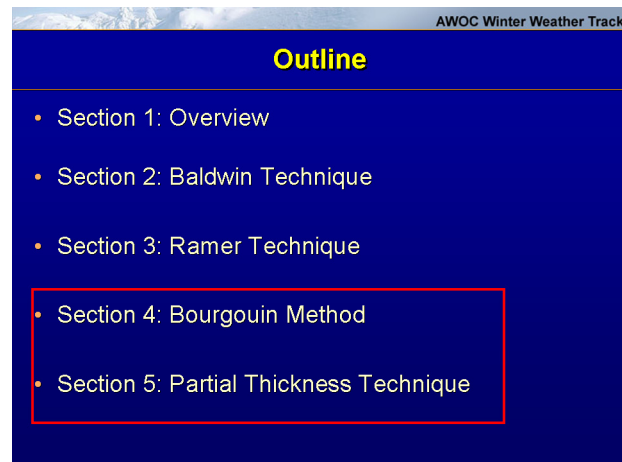 AWOC Winter Weather Track
Outline
• Section 1: Overview
• Section 2: Baldwin Technique
• Section 3: Ramer Technique
• Section 4: Bourgouin Method
• Section 5: Partial Thickness Technique